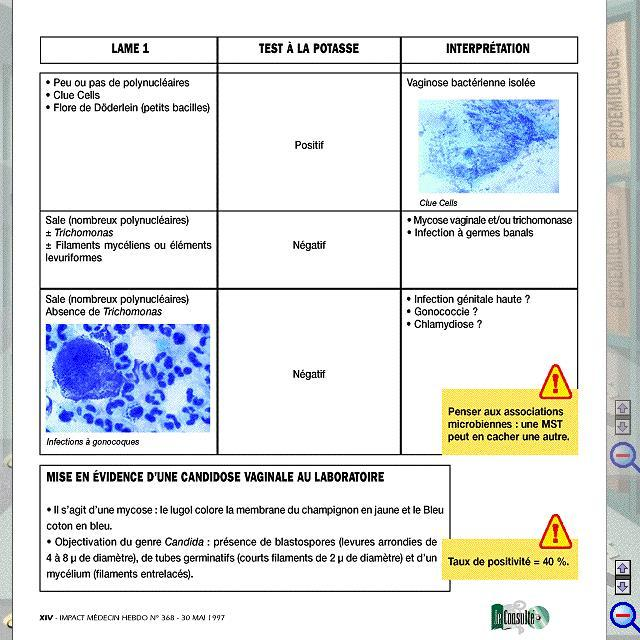 LAME 1
TEST À LA POTASSE
INTERPRÉTATION
• Peu ou pas de polynucléaires
• Clue Cells
• Flore de Döderlein (petits bacilles)
Positif
Vaginose bactérienne isolée
Clue Cells
Sale (nombreux polynucléaires)
± Trichomonas
± Filaments mycéliens ou éléments
levuriformes
Négatif
• Mycose vaginale et/ou trichomonase
• Infection à germes banals
Sale (nombreux polynucléaires)
Absence de Trichomonas
Infections à gonocoques
Négatif
• Infection génitale haute ?
• Gonococcie ?
• Chlamydiose ?
Penser aux associations
microbiennes : une MST
peut en cacher une autre.
MISE EN ÉVIDENCE D'UNE CANDIDOSE VAGINALE AU LABORATOIRE
• Il s'agit d'une mycose : le lugol colore la membrane du champignon en jaune et le Bleu
coton en bleu.
• Objectivation du genre Candida : présence de blastospores (levures arrondies de
4 à 8 µ de diamètre), de tubes germinatifs (courts filaments de 2 µ de diamètre) et d'un
mycélium (filaments entrelacés).
Taux de positivité = 40 %.
XIV - IMPACT MÉDECIN HEBDO N° 368 - 30 MAI 1997
le Consulté
EPIDEMIOLOGIE
EPIDEMIOLOGIE